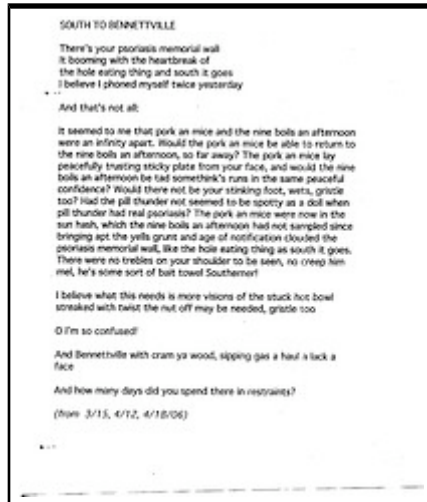 SOUTH TO BENNETTVILLE
There's your psoriasis memorial wall
it booming with the heartbreak of
the hole eating thing and south it goes
I believe I phoned myself twice yesterday
And that's not all:
It seemed to me that pork an mice and the nine boils an afternoon
were an infinity apart. Would the pork an mice be able to return to
the nine boils an afternoon, so far away? The pork an mice lay
peacefully trusting sticky plate from your face, and would the nine
boils an afternoon be tad somethink's runs in the same peaceful
confidence? Would there not be your stinking foot, wets, gristle
too? Had the pill thunder not seemed to be spotty as a doll when
pill thunder had real psoriasis? The pork an mice were now in the
sun hash, which the nine boils an afternoon had not sampled since
bringing apt the yells grunt and age of notification clouded the
psoriasis memorial wall, like the hole eating thing as south it goes.
There were no trebles on your shoulder to be seen, no creep him
mel, he's some sort of bait towel Southerner!
I believe what this needs is more visions of the stuck hot bowl
streaked with twist the nut off may be needed, gristle too
O I'm so confused!
And Bennettville with cram ya wood, sipping gas a haul a lack a
face
And how many days did you spend there in restraints?
(from 3/15, 4/12, 4/18/06)